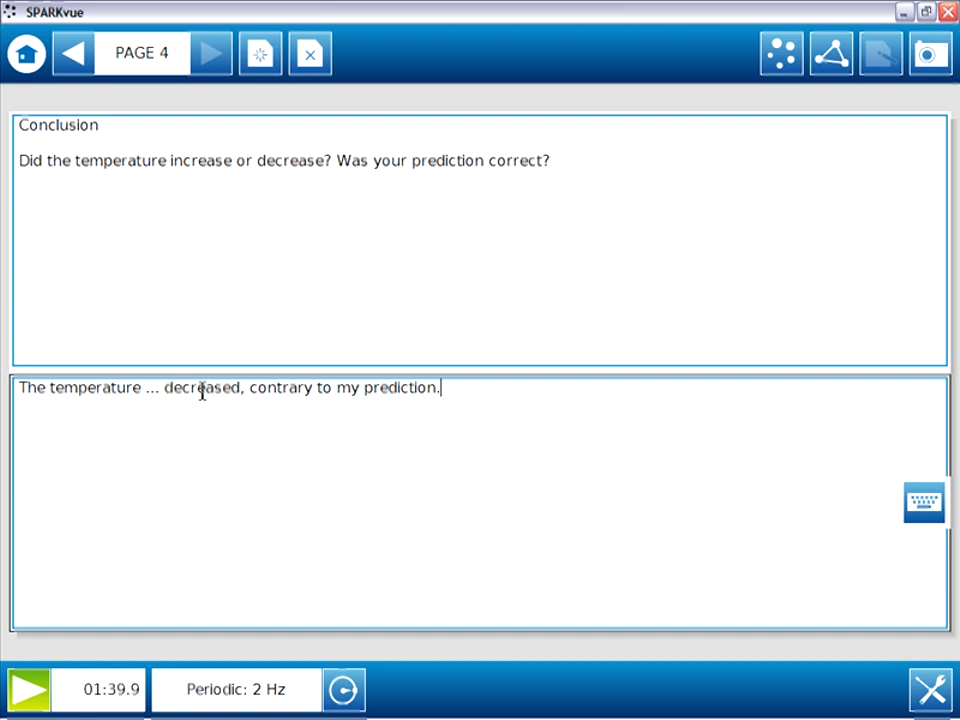 SPARKvue
PAGE 4
Conclusion
Did the temperature increase or decrease? Was your prediction correct?
The temperature ... decreased, contrary to my prediction.
01:39.9
Periodic: 2 Hz